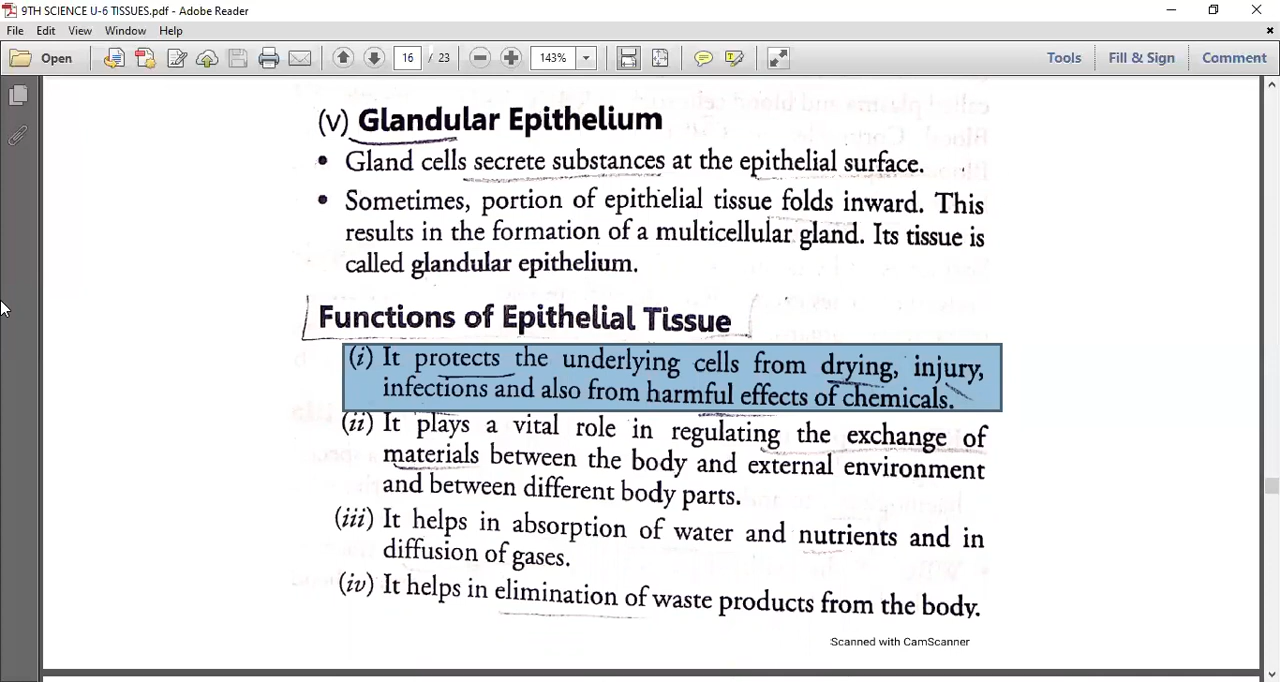 9TH SCIENCE U-6 TISSUES.pdf - Adobe Reader
File Edit View Window Help
Open 16 / 23 143% Tools Fill & Sign Comment
(v) Glandular Epithelium
• Gland cells secrete substances at the epithelial surface.
• Sometimes, portion of epithelial tissue folds inward. This
results in the formation of a multicellular gland. Its tissue is
called glandular epithelium.
Functions of Epithelial Tissue
(i) It protects the underlying cells from drying, injury,
infections and also from harmful effects of chemicals.
(ii) It plays a vital role in regulating the exchange of
materials between the body and external environment
and between different body parts.
(iii) It helps in absorption of water and nutrients and in
diffusion of gases.
(iv) It helps in elimination of waste products from the body.
Scanned with CamScanner